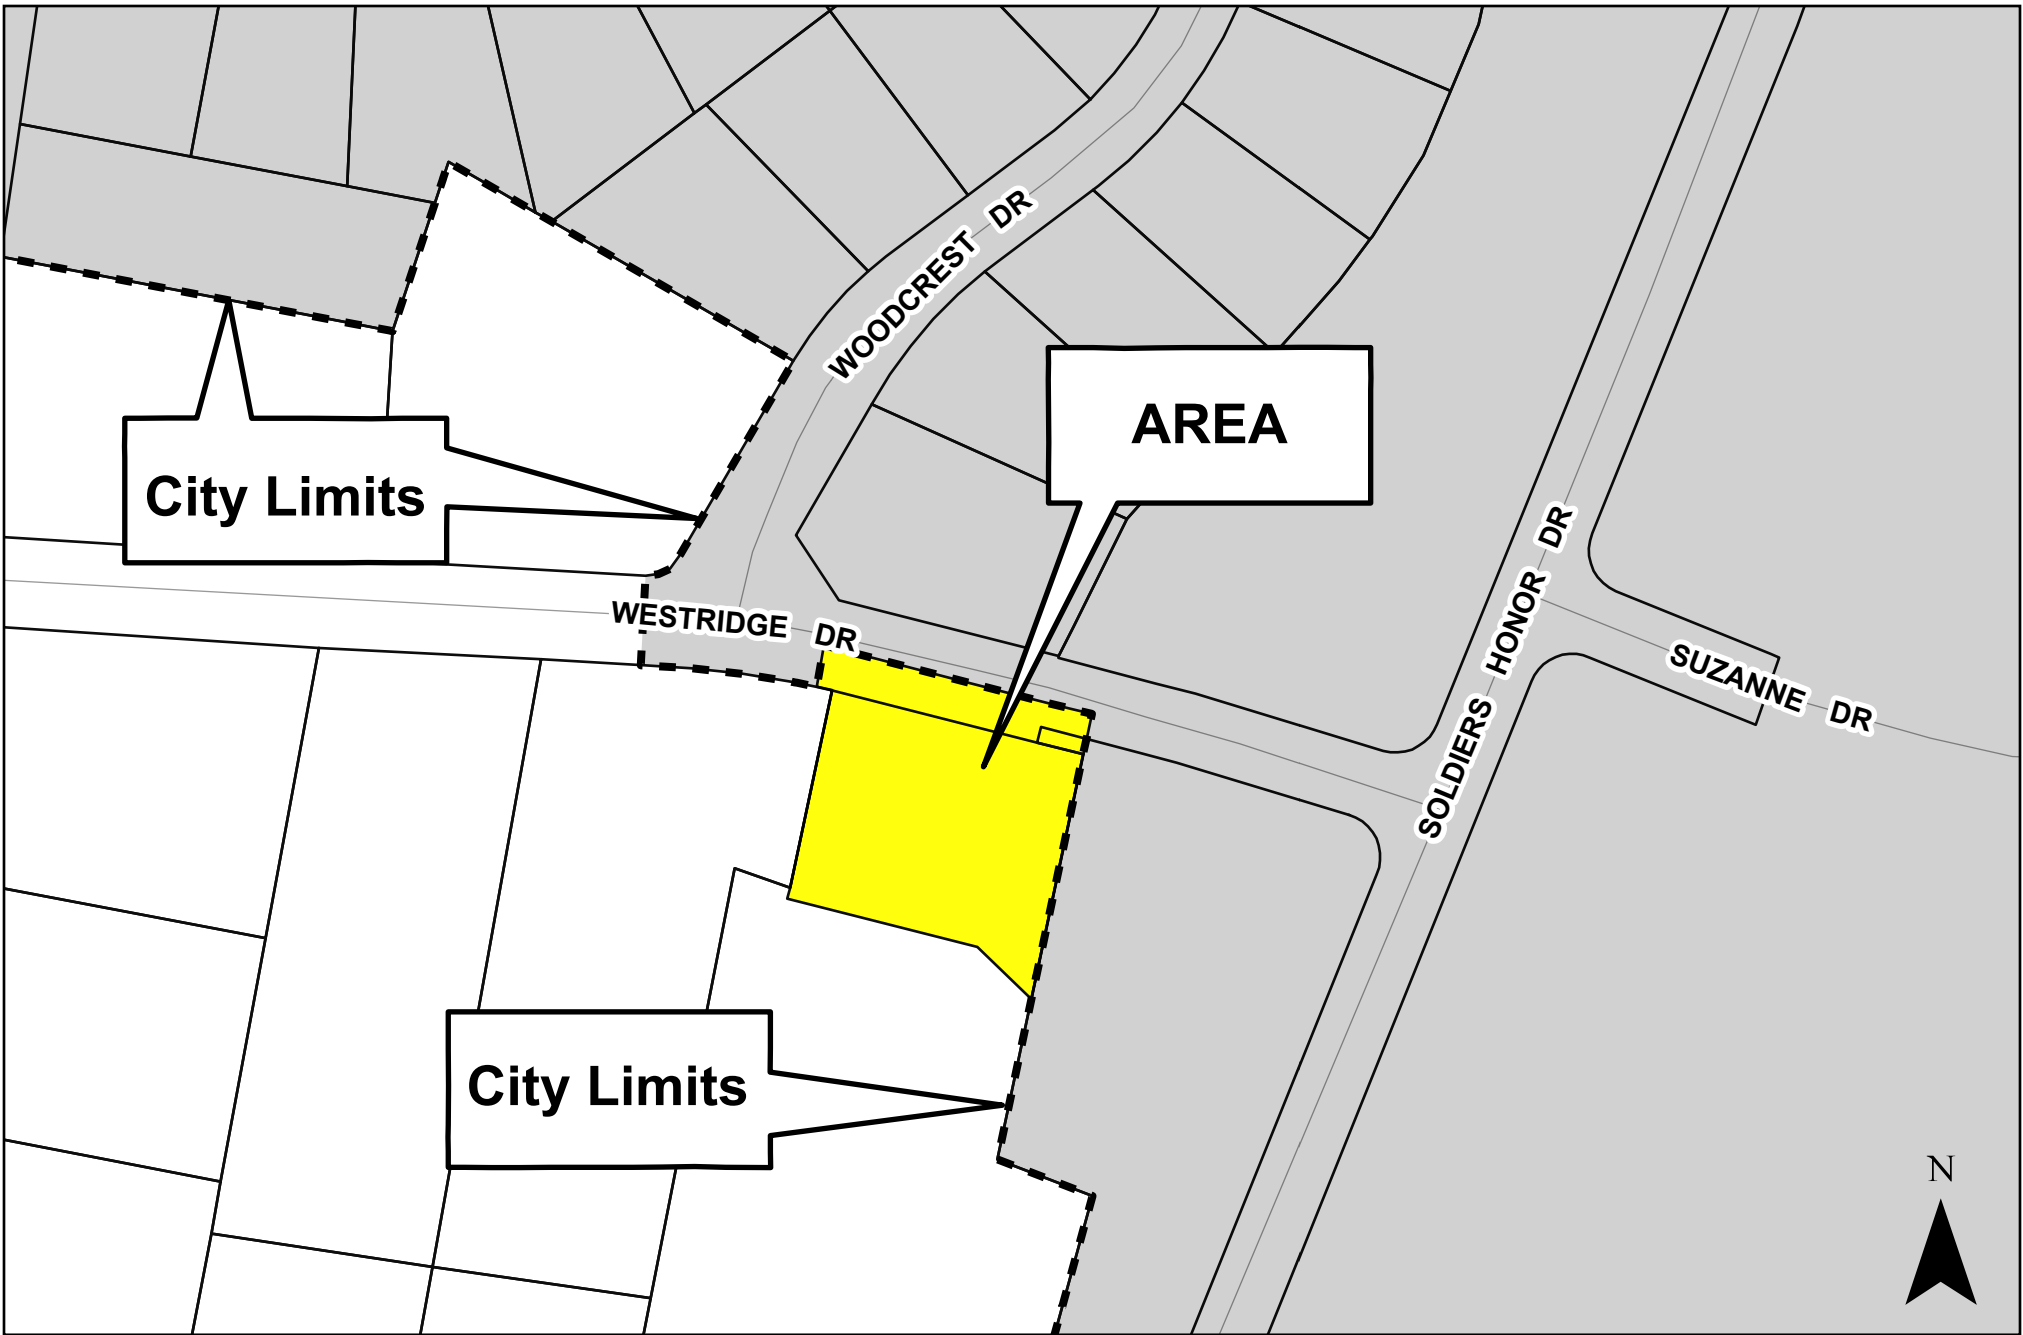 WOODCREST DR
AREA
City Limits
WESTRIDGE DR
SOLDIERS HONOR DR
SUZANNE DR
City Limits
N